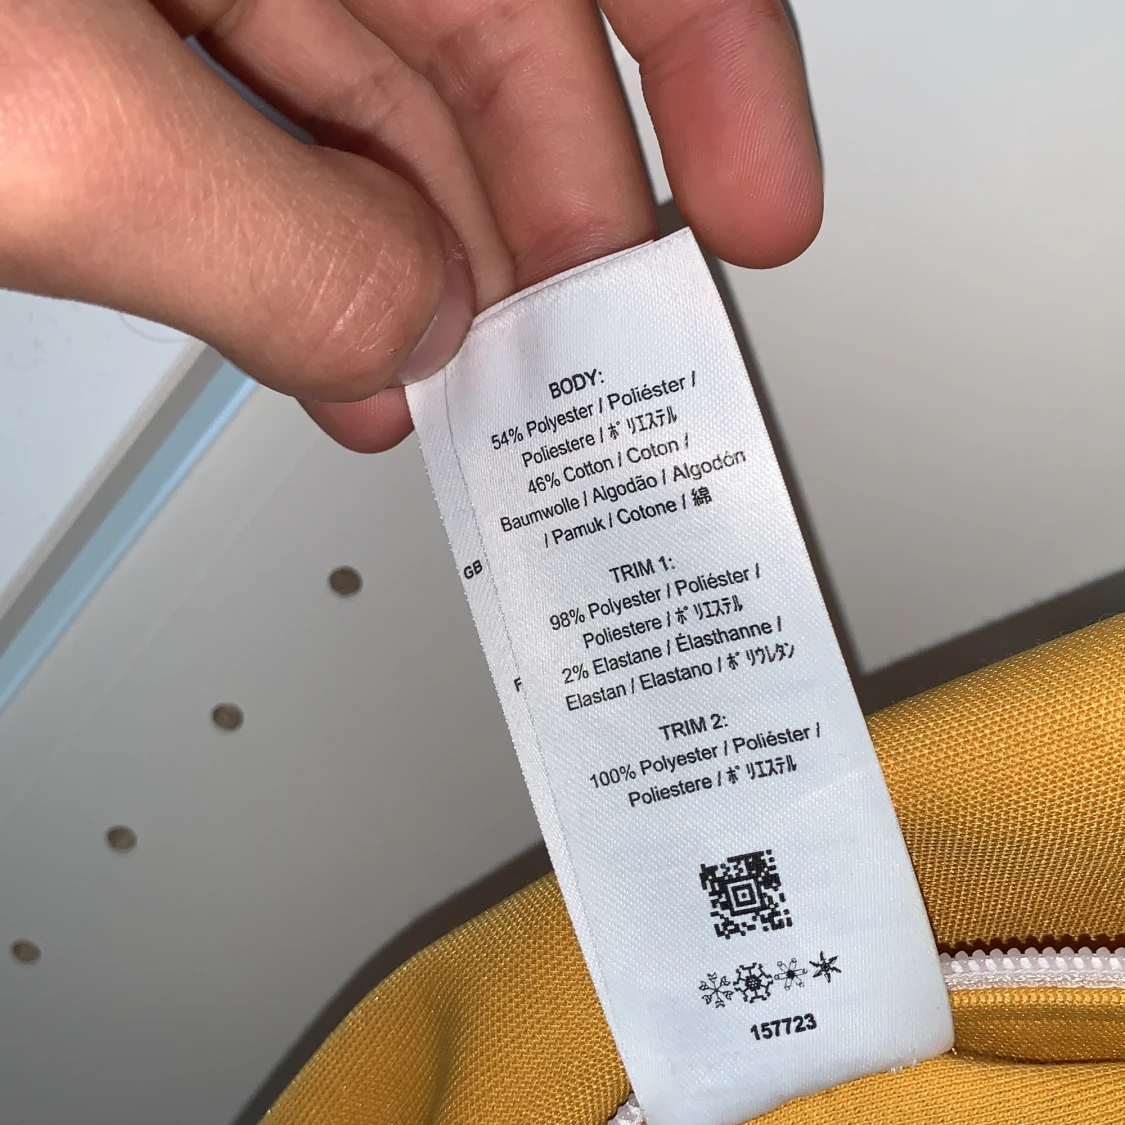 BODY:
54% Polyester / Poliéster /
Poliestere / ﾎﾟﾘｴｽﾃﾙ
46% Cotton / Coton /
Baumwolle / Algodão / Algodón
/ Pamuk / Cotone / 綿
TRIM 1:
98% Polyester / Poliéster /
Poliestere / ﾎﾟﾘｴｽﾃﾙ
2% Elastane / Élasthanne /
Elastan / Elastano / ﾎﾟﾘｳﾚﾀﾝ
TRIM 2:
100% Polyester / Poliéster /
Poliestere / ﾎﾟﾘｴｽﾃﾙ
157723
GB